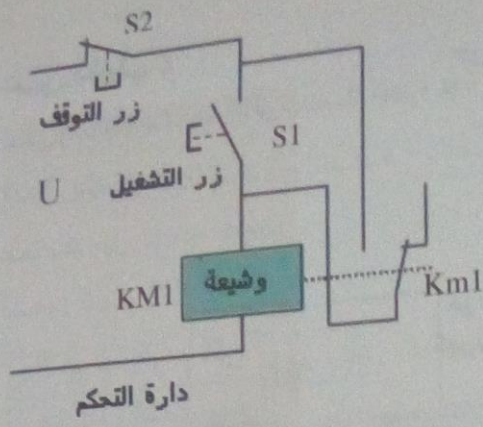 S2
زر التوقف
S1
U
زر التشغيل
وشيعة
KM1
Km1
دارة التحكم